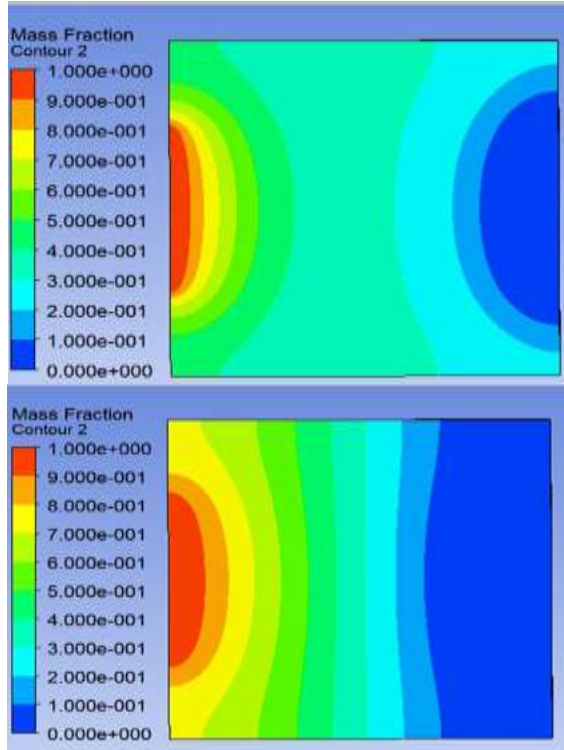 Mass Fraction
Contour 2
1.000e+000
9.000e-001
8.000e-001
7.000e-001
6.000e-001
5.000e-001
4.000e-001
3.000e-001
2.000e-001
1.000e-001
0.000e+000
Mass Fraction
Contour 2
1.000e+000
9.000e-001
8.000e-001
7.000e-001
6.000e-001
5.000e-001
4.000e-001
3.000e-001
2.000e-001
1.000e-001
0.000e+000